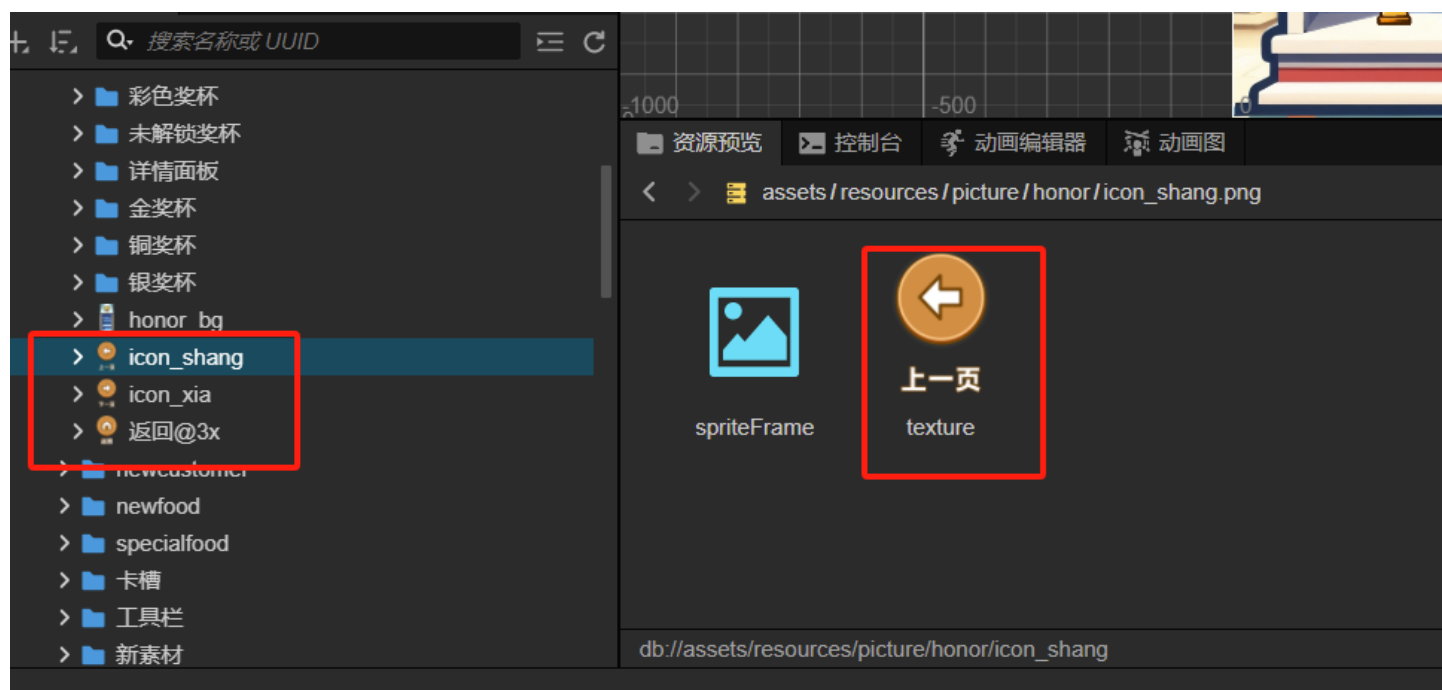 搜索名称或 UUID
彩色奖杯
未解锁奖杯
详情面板
金奖杯
铜奖杯
银奖杯
honor_bg
icon_shang
icon_xia
返回@3x
newcustomer
newfood
specialfood
卡槽
工具栏
新素材
-1000
-500
0
资源预览
控制台
动画编辑器
动画图
assets / resources / picture / honor / icon_shang.png
上一页
spriteFrame
texture
db://assets/resources/picture/honor/icon_shang